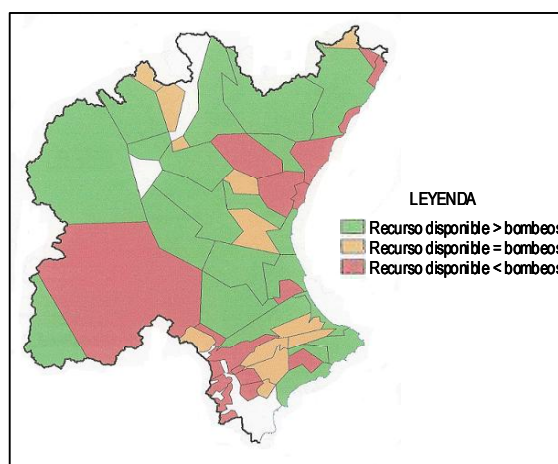 LEYENDA
Recurso disponible > bombeos
Recurso disponible = bombeos
Recurso disponible < bombeos